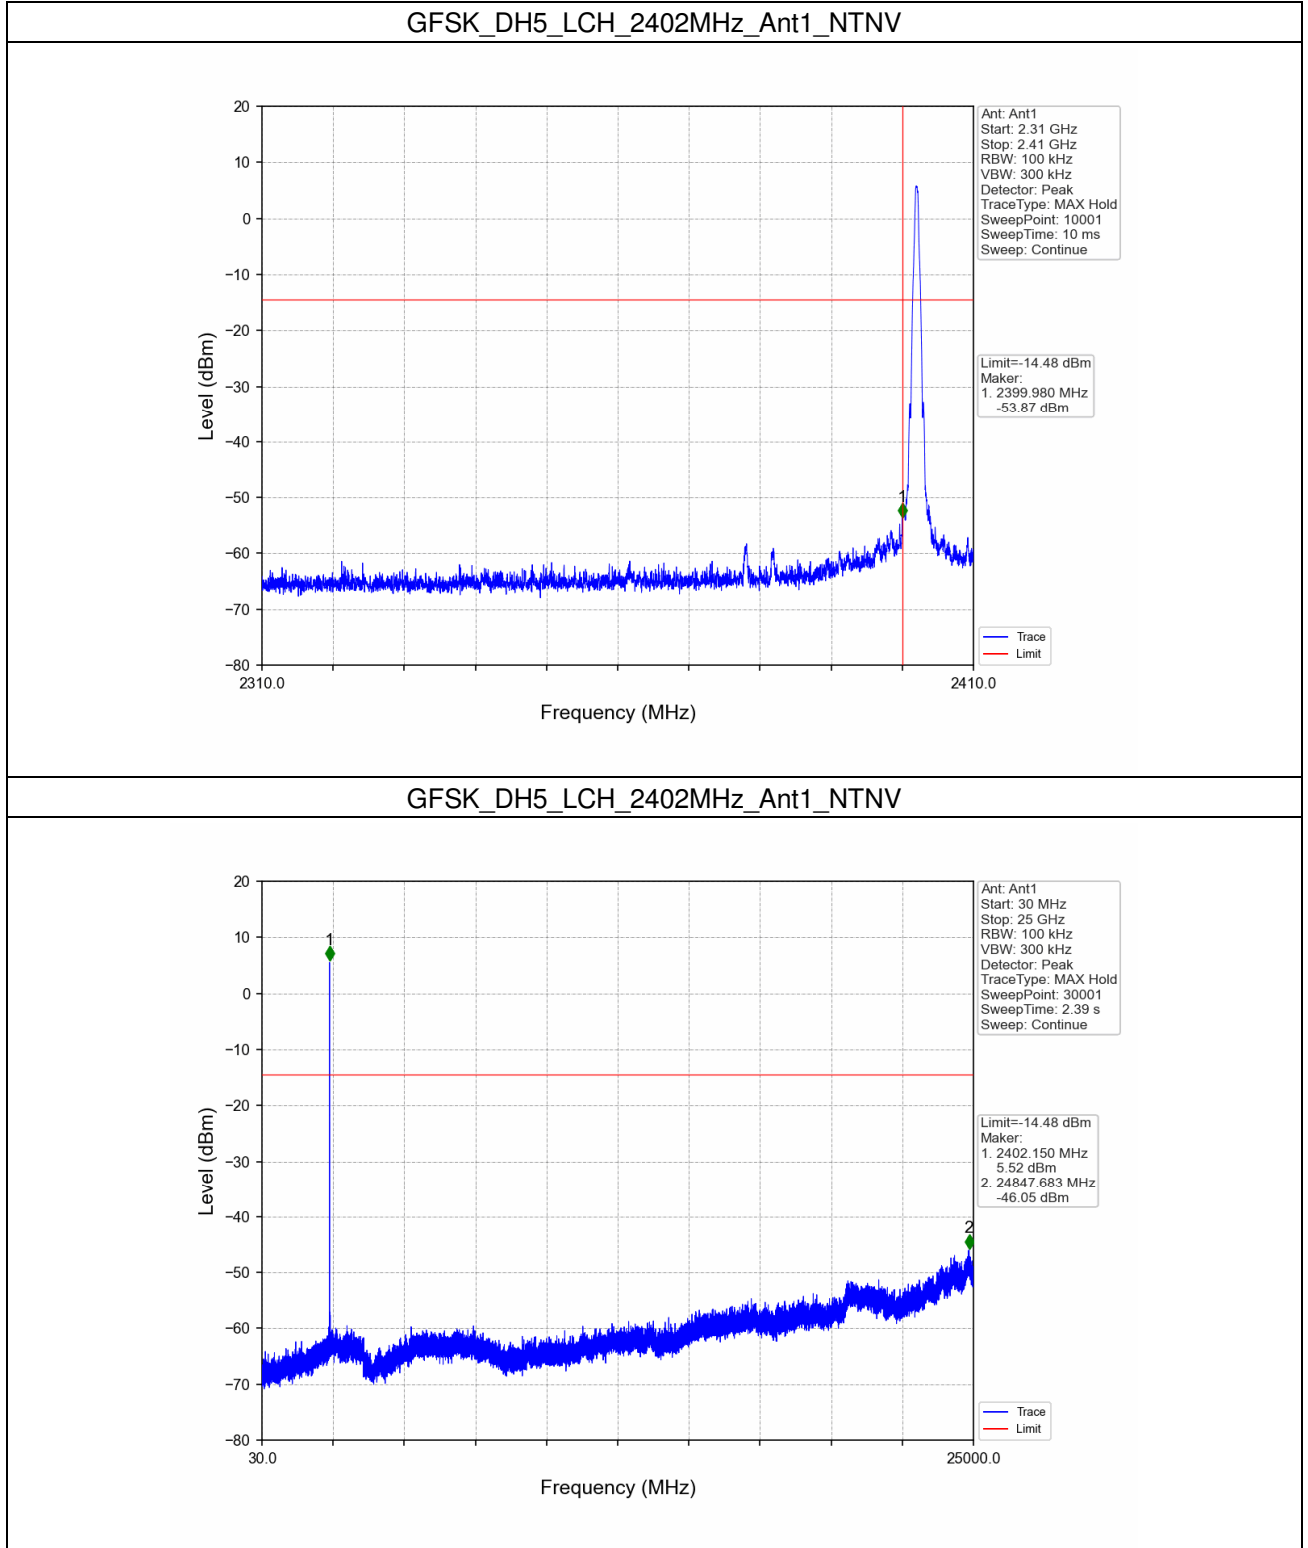 GFSK_DH5_LCH_2402MHz_Ant1_NTNV
20
10
0
−10
−20
−30
−40
−50
−60
−70
−80
Level (dBm)
2310.0
2410.0
Frequency (MHz)
1
Ant: Ant1
Start: 2.31 GHz
Stop: 2.41 GHz
RBW: 100 kHz
VBW: 300 kHz
Detector: Peak
TraceType: MAX Hold
SweepPoint: 10001
SweepTime: 10 ms
Sweep: Continue
Limit=-14.48 dBm
Maker:
1. 2399.980 MHz
-53.87 dBm
Trace
Limit
GFSK_DH5_LCH_2402MHz_Ant1_NTNV
20
10
0
−10
−20
−30
−40
−50
−60
−70
−80
Level (dBm)
30.0
25000.0
Frequency (MHz)
1
2
Ant: Ant1
Start: 30 MHz
Stop: 25 GHz
RBW: 100 kHz
VBW: 300 kHz
Detector: Peak
TraceType: MAX Hold
SweepPoint: 30001
SweepTime: 2.39 s
Sweep: Continue
Limit=-14.48 dBm
Maker:
1. 2402.150 MHz
5.52 dBm
2. 24847.683 MHz
-46.05 dBm
Trace
Limit